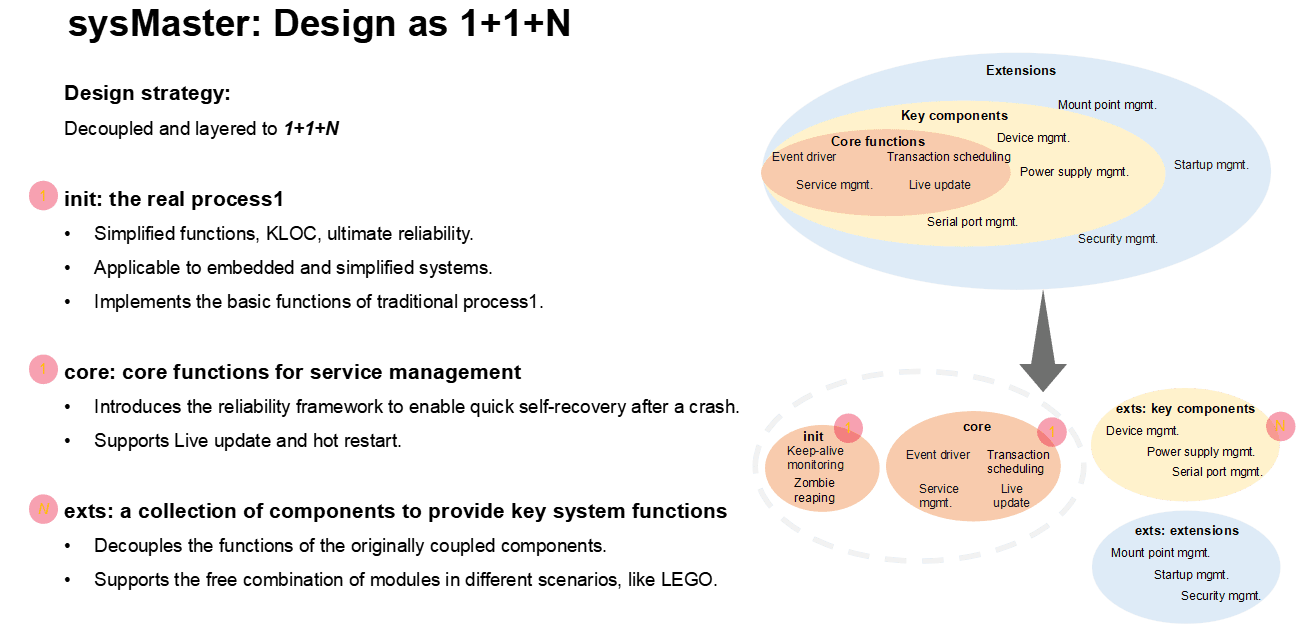 sysMaster: Design as 1+1+N
Design strategy:
Decoupled and layered to 1+1+N
1
init: the real process1
• Simplified functions, KLOC, ultimate reliability.
• Applicable to embedded and simplified systems.
• Implements the basic functions of traditional process1.
1
core: core functions for service management
• Introduces the reliability framework to enable quick self-recovery after a crash.
• Supports Live update and hot restart.
N
exts: a collection of components to provide key system functions
• Decouples the functions of the originally coupled components.
• Supports the free combination of modules in different scenarios, like LEGO.
Extensions
Mount point mgmt.
Key components
Device mgmt.
Core functions
Event driver
Transaction scheduling
Startup mgmt.
Power supply mgmt.
Service mgmt.
Live update
Serial port mgmt.
Security mgmt.
1
init
Keep-alive
monitoring
Zombie
reaping
1
core
Event driver
Transaction
scheduling
Service
mgmt.
Live
update
N
exts: key components
Device mgmt.
Power supply mgmt.
Serial port mgmt.
exts: extensions
Mount point mgmt.
Startup mgmt.
Security mgmt.